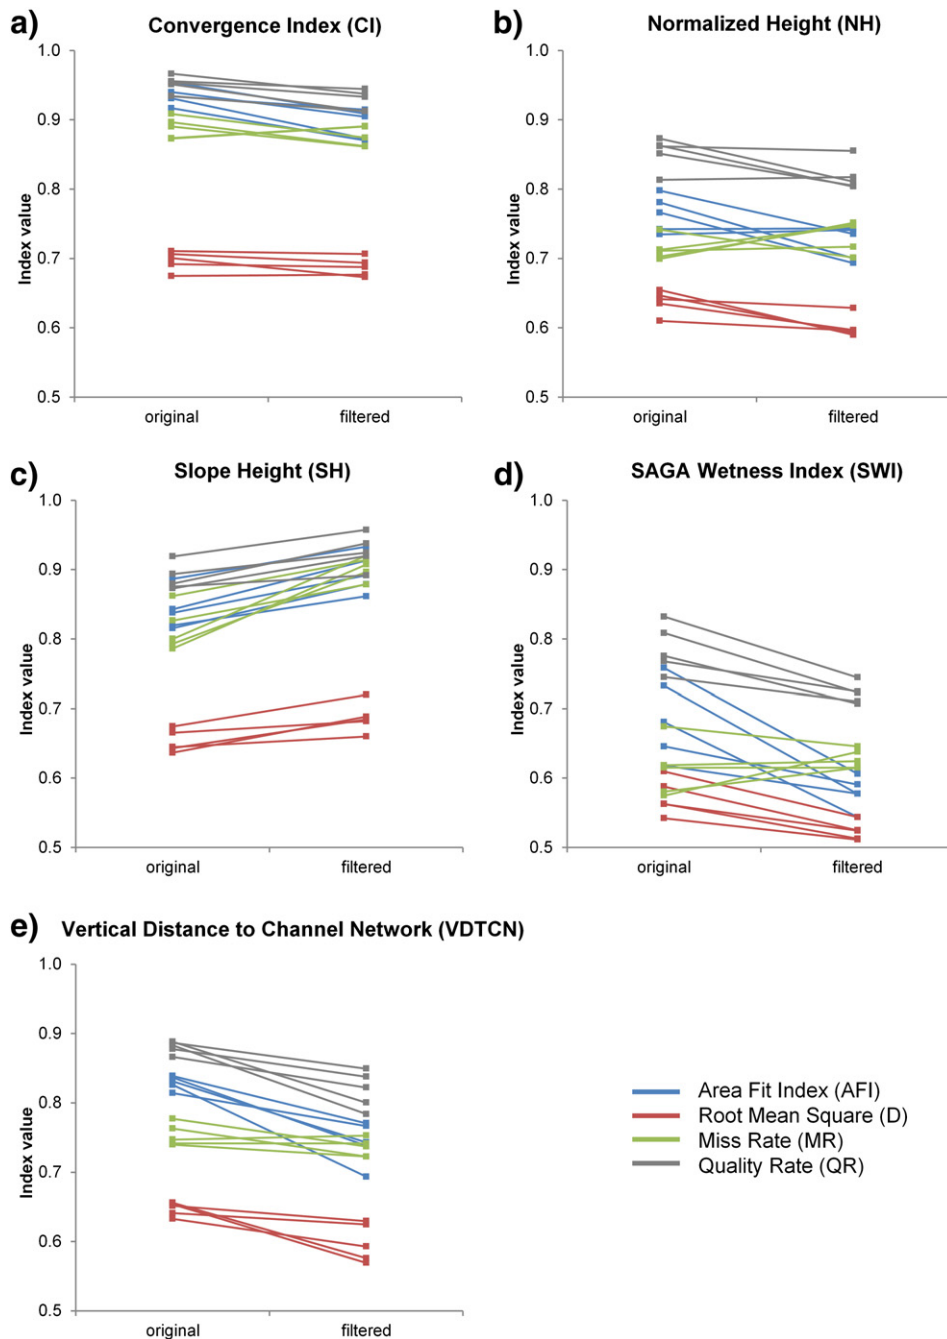 a)
Convergence Index (CI)
1.0
0.9
0.8
0.7
0.6
0.5
Index value
original
filtered
b)
Normalized Height (NH)
1.0
0.9
0.8
0.7
0.6
0.5
Index value
original
filtered
c)
Slope Height (SH)
1.0
0.9
0.8
0.7
0.6
0.5
Index value
original
filtered
d)
SAGA Wetness Index (SWI)
1.0
0.9
0.8
0.7
0.6
0.5
Index value
original
filtered
e)
Vertical Distance to Channel Network (VDTCN)
1.0
0.9
0.8
0.7
0.6
0.5
Index value
original
filtered
Area Fit Index (AFI)
Root Mean Square (D)
Miss Rate (MR)
Quality Rate (QR)